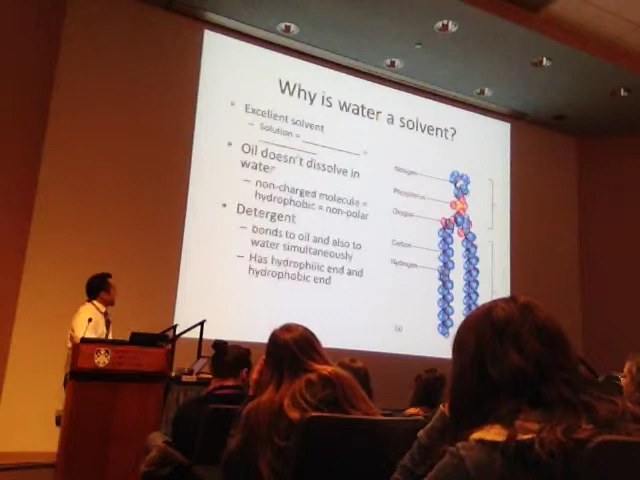 Why is water a solvent?
• Excellent solvent
– Solution = __________ =
__________
• Oil doesn't dissolve in
water
– non-charged molecule =
hydrophobic = non-polar
• Detergent
– bonds to oil and also to
water simultaneously
– Has hydrophilic end and
hydrophobic end
Nitrogen
Phosphorus
Oxygen
Carbon
Hydrogen
(a)